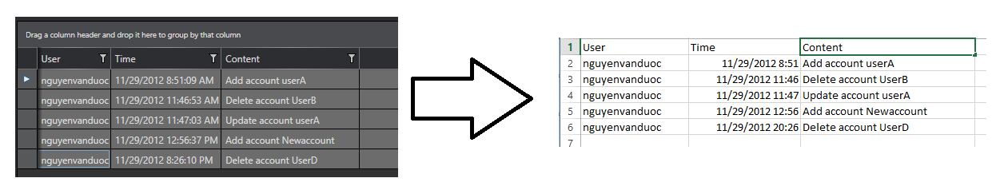 Drag a column header and drop it here to group by that column
User Time Content
nguyenvanduoc 11/29/2012 8:51:09 AM Add account userA
nguyenvanduoc 11/29/2012 11:46:53 AM Delete account UserB
nguyenvanduoc 11/29/2012 11:47:03 AM Update account userA
nguyenvanduoc 11/29/2012 12:56:37 PM Add account Newaccount
nguyenvanduoc 11/29/2012 8:26:10 PM Delete account UserD
1 User Time Content
2 nguyenvanduoc 11/29/2012 8:51 Add account userA
3 nguyenvanduoc 11/29/2012 11:46 Delete account UserB
4 nguyenvanduoc 11/29/2012 11:47 Update account userA
5 nguyenvanduoc 11/29/2012 12:56 Add account Newaccount
6 nguyenvanduoc 11/29/2012 20:26 Delete account UserD
7